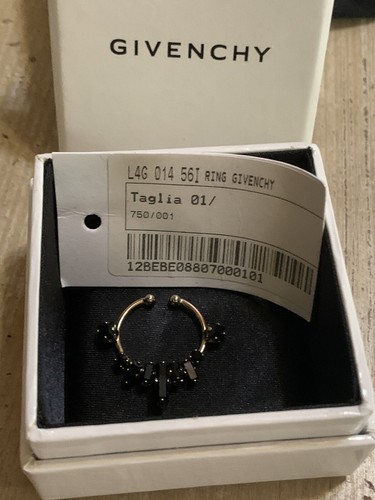 GIVENCHY
L4G 014 56I RING GIVENCHY
Taglia 01/
750/001
12BEBE08807000101